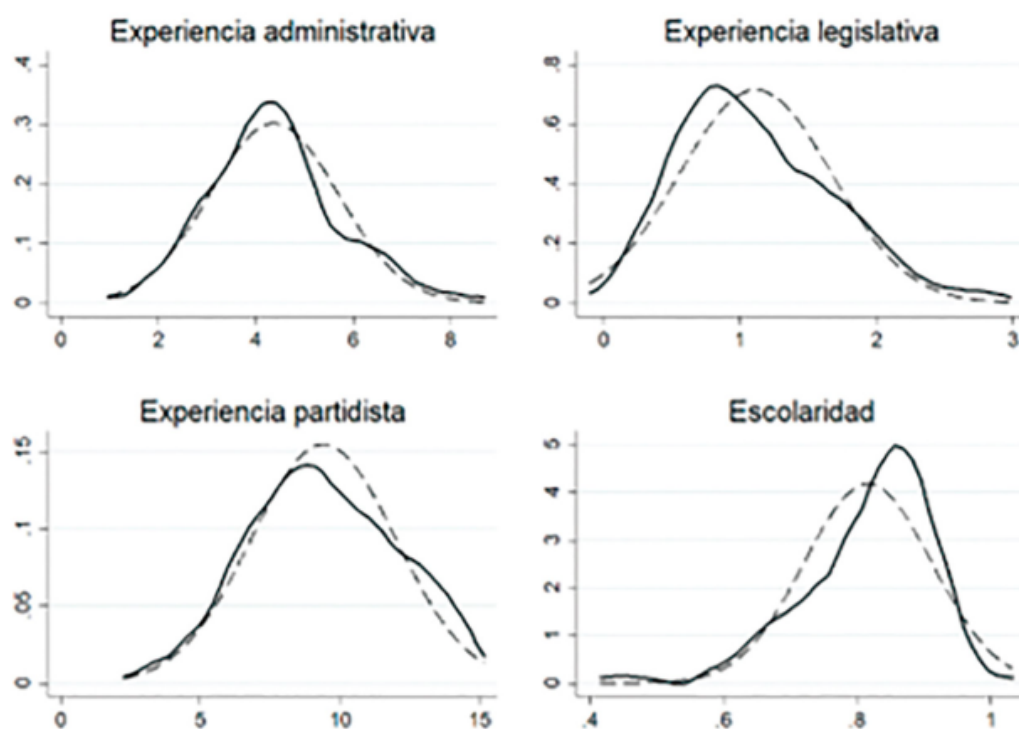 Experiencia administrativa
.4
.3
.2
.1
0
0 2 4 6 8
Experiencia legislativa
.8
.6
.4
.2
0
0 1 2 3
Experiencia partidista
.15
.1
.05
0
0 5 10 15
Escolaridad
5
4
3
2
1
0
.4 .6 .8 1